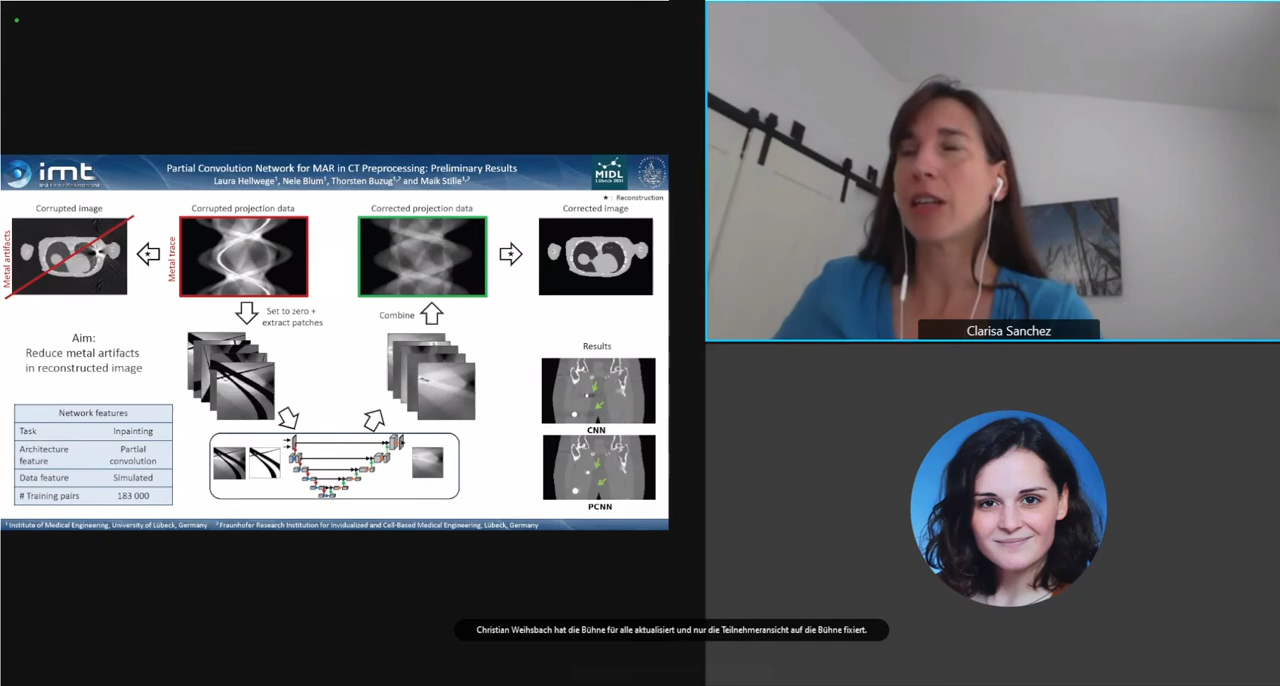 imt
Partial Convolution Network for MAR in CT Preprocessing: Preliminary Results
Laura Hellwege¹, Nele Blum¹, Thorsten Buzug¹,² and Maik Stille¹,²
MIDL
★ : Reconstruction
Corrupted image
Corrupted projection data
Corrected projection data
Corrected image
Metal artifacts
Metal trace
Set to zero +
extract patches
Combine
Aim:
Reduce metal artifacts
in reconstructed image
Results
CNN
PCNN
Network features
Task Inpainting
Architecture feature Partial convolution
Data feature Simulated
# Training pairs 183 000
¹ Institute of Medical Engineering, University of Lübeck, Germany ² Fraunhofer Research Institution for Invidualized and Cell-Based Medical Engineering, Lübeck, Germany
Clarisa Sanchez
Christian Weihsbach hat die Bühne für alle aktualisiert und nur die Teilnehmeransicht auf die Bühne fixiert.